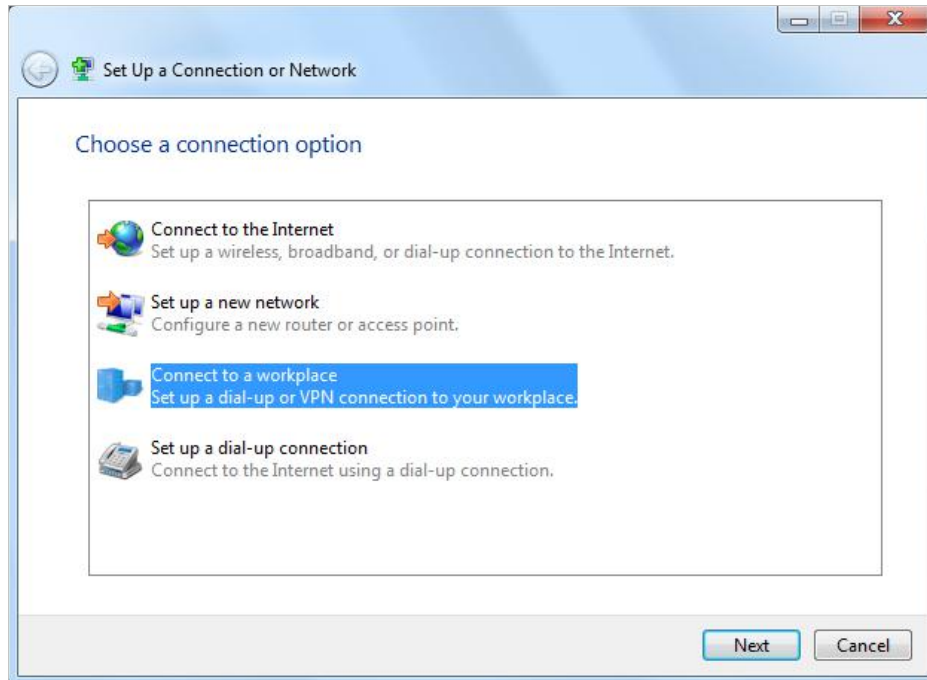 Set Up a Connection or Network
Choose a connection option
Connect to the Internet
Set up a wireless, broadband, or dial-up connection to the Internet.
Set up a new network
Configure a new router or access point.
Connect to a workplace
Set up a dial-up or VPN connection to your workplace.
Set up a dial-up connection
Connect to the Internet using a dial-up connection.
Next Cancel